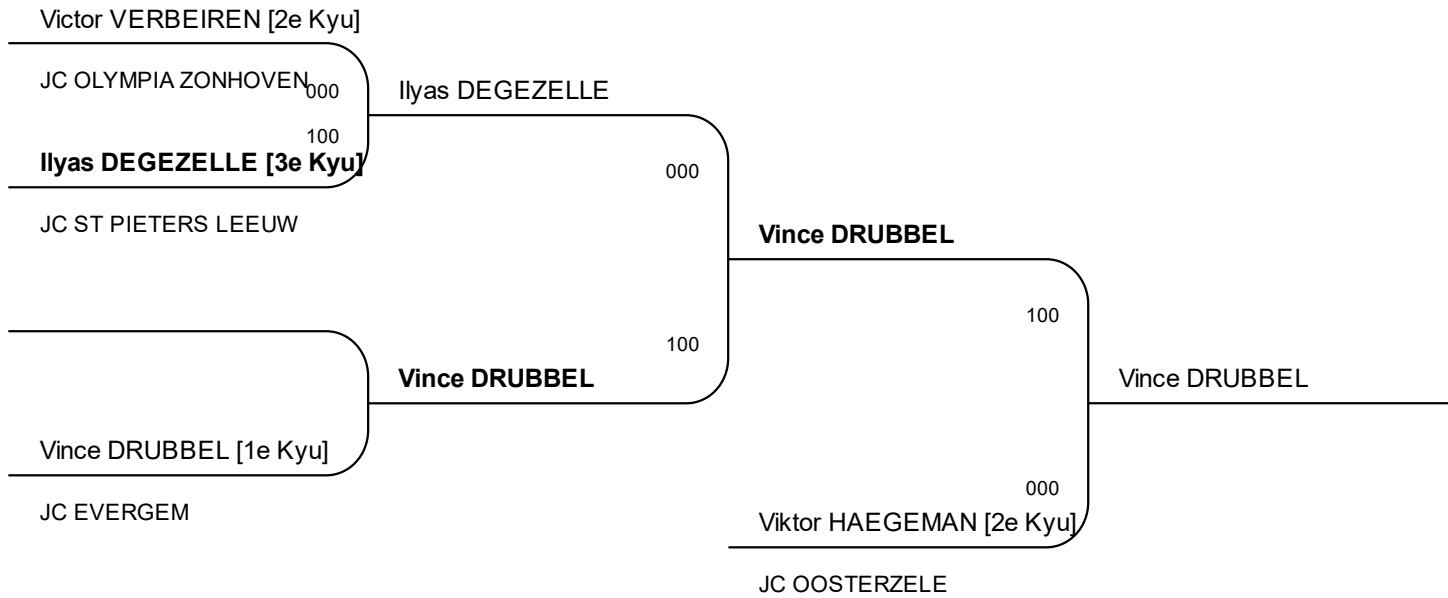 Victor VERBEIREN [2e Kyu]
JC OLYMPIA ZONHOVEN
000
Ilyas DEGEZELLE
100
Ilyas DEGEZELLE [3e Kyu]
000
JC ST PIETERS LEEUW
Vince DRUBBEL
100
100
Vince DRUBBEL
Vince DRUBBEL
Vince DRUBBEL [1e Kyu]
000
JC EVERGEM
Viktor HAEGEMAN [2e Kyu]
JC OOSTERZELE